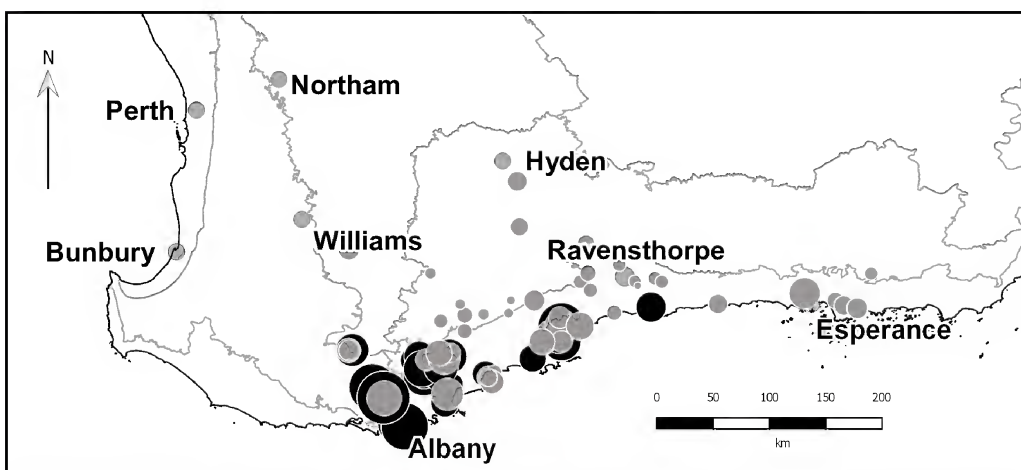 N
Northam
Perth
Hyden
Williams
Bunbury
Ravensthorpe
Esperance
Albany
0 50 100 150 200
km